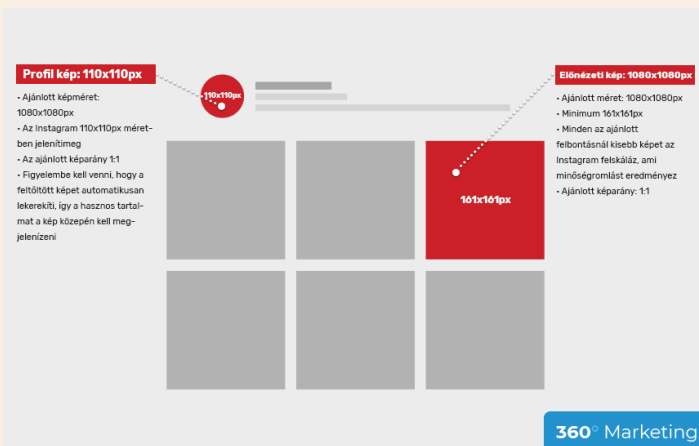 Profil kép: 110x110px
• Ajánlott képméret:
1080x1080px
• Az Instagram 110x110px méret-
ben jelenítimeg
• Az ajánlott képarány 1:1
• Figyelembe kell venni, hogy a
feltöltött képet automatikusan
lekerekíti, így a hasznos tartal-
mat a kép közepén kell meg-
jelenízeni
110x110px
Előnézeti kép: 1080x1080px
• Ajánlott méret: 1080x1080px
• Minimum 161x161px
• Minden az ajánlott
felbontásnál kisebb képet az
Instagram felskáláz, ami
minőségromlást eredményez
• Ajánlott képarány: 1:1
161x161px
360° Marketing